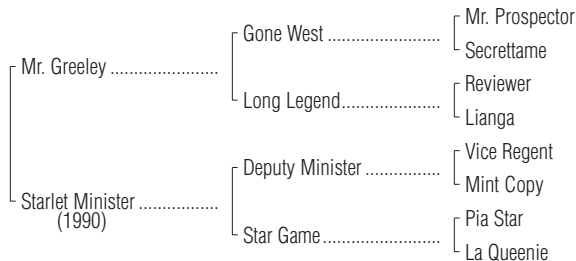 Mr. Prospector
Gone West ........................
Secrettame
Mr. Greeley .......................
Reviewer
Long Legend.....................
Lianga
Vice Regent
Deputy Minister ................
Mint Copy
Starlet Minister .................
(1990)
Pia Star
Star Game.........................
La Queenie